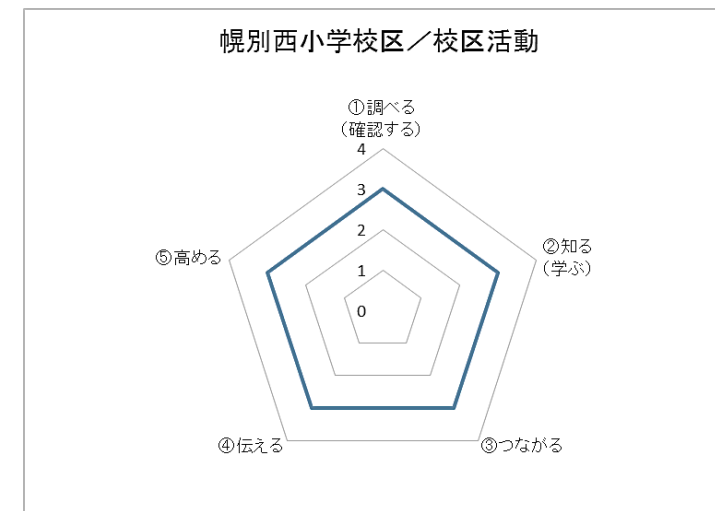 幌別西小学校区／校区活動
①調べる
（確認する）
4
3
2
1
0
②知る
（学ぶ）
③つながる
④伝える
⑤高める